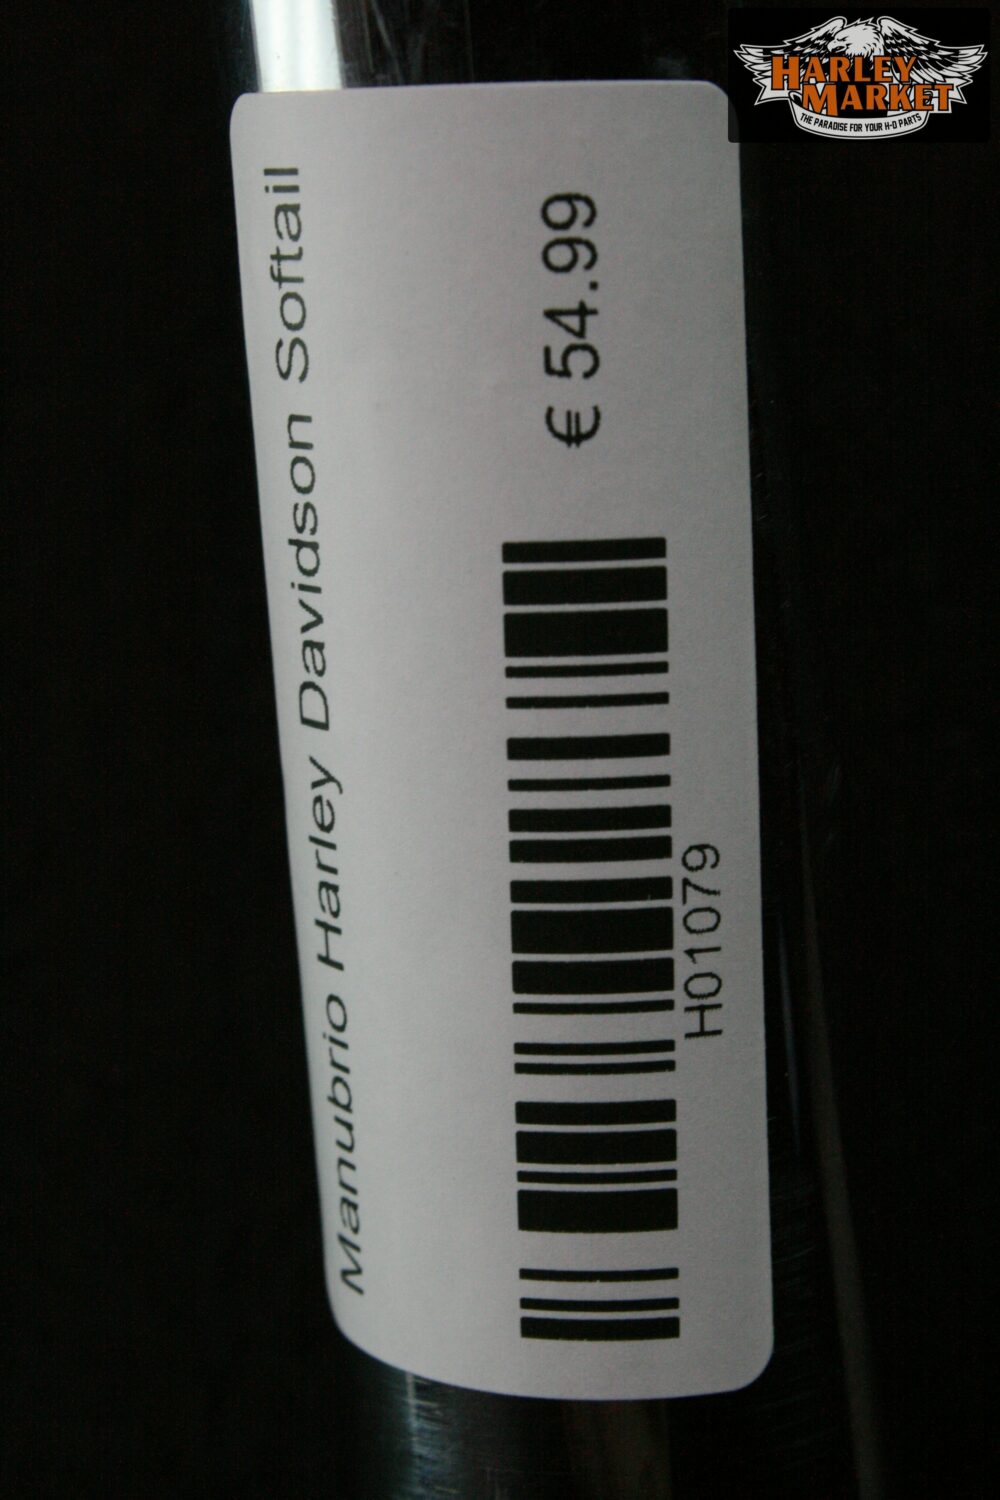 HARLEY
MARKET
THE PARADISE FOR YOUR H-D PARTS
Manubrio Harley Davidson Softail
€ 54.99
H01079